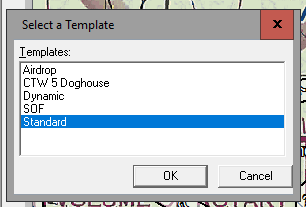 Select a Template
X
Templates:
Airdrop
CTW 5 Doghouse
Dynamic
SOF
Standard
OK
Cancel